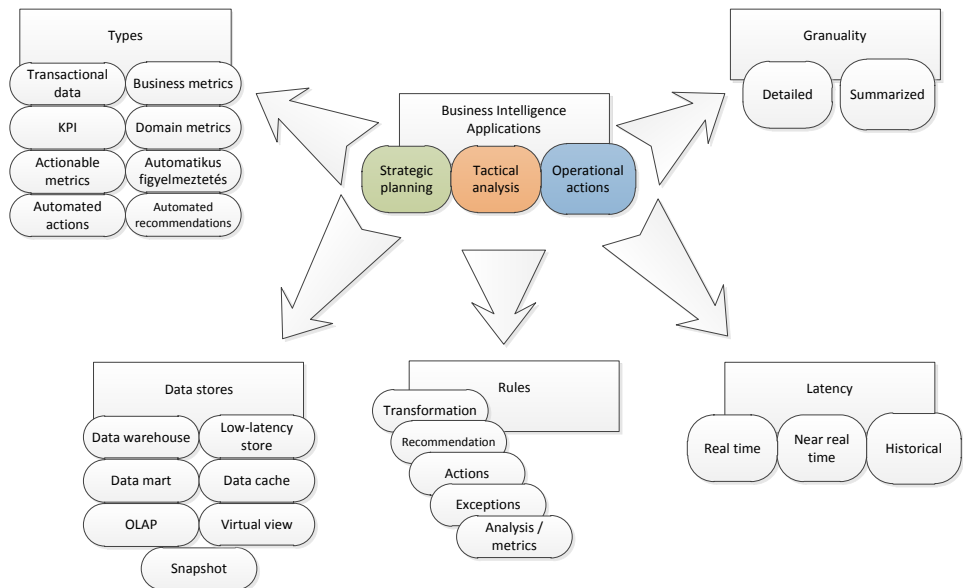 Types
Transactional
data
Business metrics
KPI
Domain metrics
Actionable
metrics
Automatikus
figyelmeztetés
Automated
actions
Automated
recommendations
Business Intelligence
Applications
Strategic
planning
Tactical
analysis
Operational
actions
Granuality
Detailed
Summarized
Data stores
Data warehouse
Low-latency
store
Data mart
Data cache
OLAP
Virtual view
Snapshot
Rules
Transformation
Recommendation
Actions
Exceptions
Analysis /
metrics
Latency
Real time
Near real
time
Historical